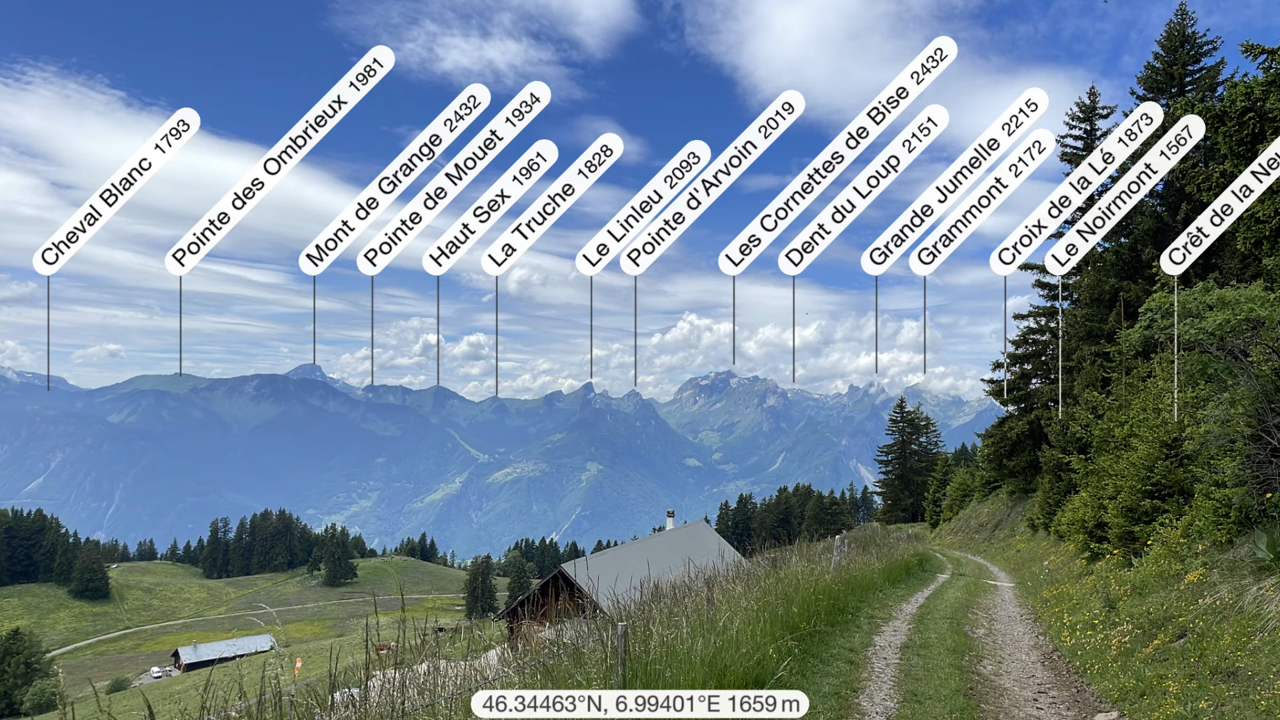 Cheval Blanc 1793
Pointe des Ombrieux 1981
Mont de Grange 2432
Pointe de Mouet 1934
Haut Sex 1961
La Truche 1828
Le Linleu 2093
Pointe d'Arvoin 2019
Les Cornettes de Bise 2432
Dent du Loup 2151
Grande Jumelle 2215
Grammont 2172
Croix de la Lé 1873
Le Noirmont 1567
Crêt de la
46.34463°N, 6.99401°E 1659 m